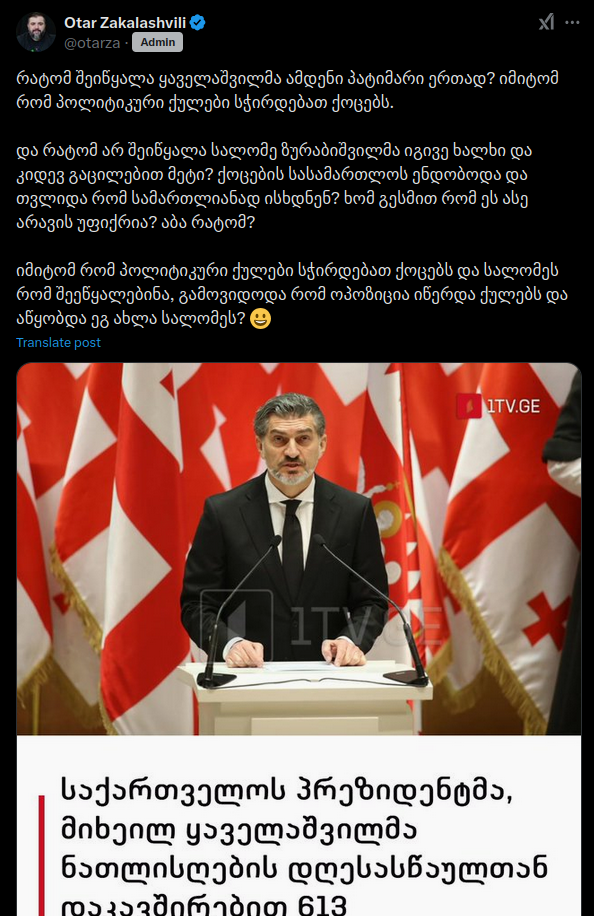 Otar Zakalashvili
@otarza · Admin
რატომ შეიწყალა ყაველაშვილმა ამდენი პატიმარი ერთად? იმიტომ
რომ პოლიტიკური ქულები სჭირდებათ ქოცებს.
და რატომ არ შეიწყალა სალომე ზურაბიშვილმა იგივე ხალხი და
კიდევ გაცილებით მეტი? ქოცების სასამართლოს ენდობოდა და
თვლიდა რომ სამართლიანად ისხდნენ? ხომ გესმით რომ ეს ასე
არავის უფიქრია? აბა რატომ?
იმიტომ რომ პოლიტიკური ქულები სჭირდებათ ქოცებს და სალომეს
რომ შეეწყალებინა, გამოვიდოდა რომ ოპოზიცია იწერდა ქულებს და
აწყობდა ეგ ახლა სალომეს? 😀
Translate post
1TV.GE
1TV.GE
საქართველოს პრეზიდენტმა,
მიხეილ ყაველაშვილმა
ნათლისღების დღესასწაულთან
დაკავშირებით 613